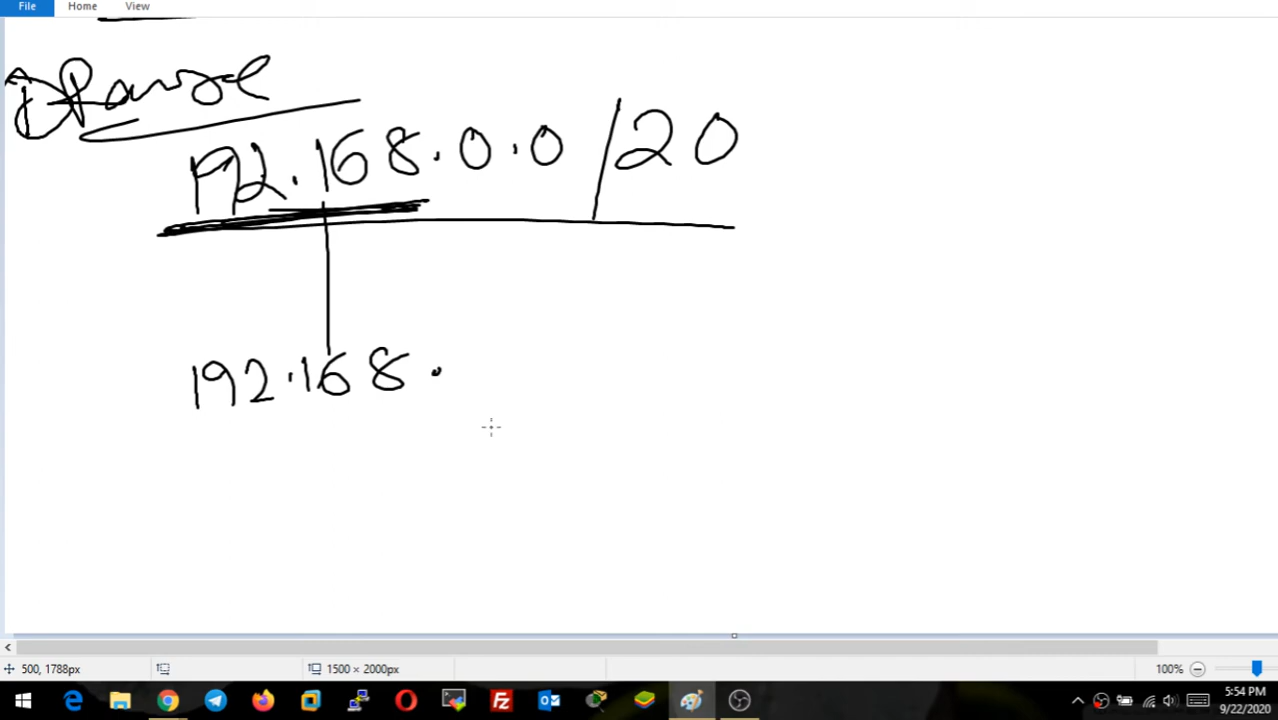 File Home View
Range
192.168.0.0/20
192.168.
500, 1788px 1500 × 2000px 100%
5:54 PM
9/22/2020